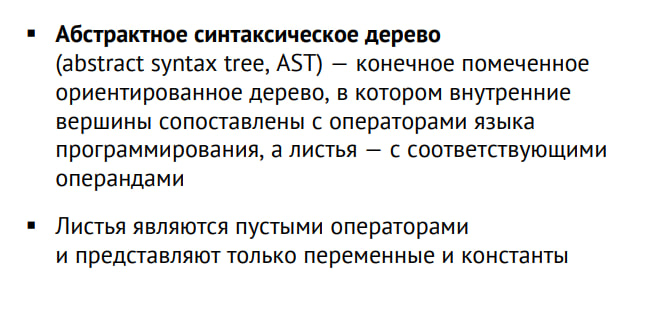 ▪ Абстрактное синтаксическое дерево
(abstract syntax tree, AST) — конечное помеченное
ориентированное дерево, в котором внутренние
вершины сопоставлены с операторами языка
программирования, а листья — с соответствующими
операндами
▪ Листья являются пустыми операторами
и представляют только переменные и константы